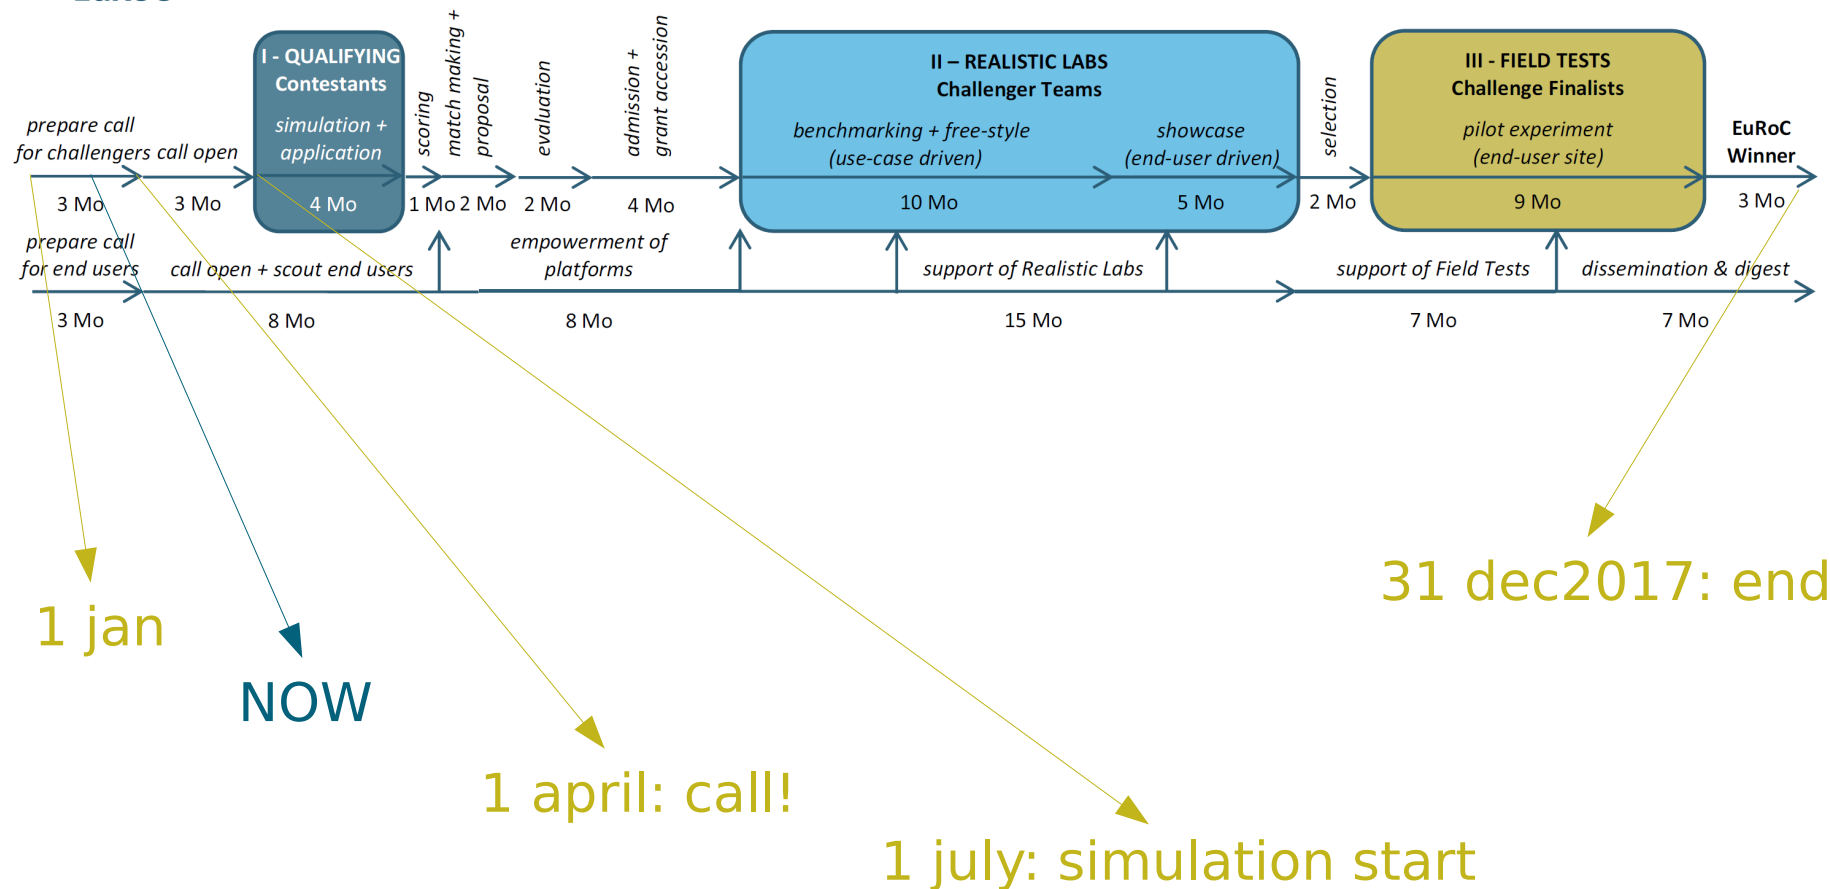 I - QUALIFYING
Contestants
simulation +
application
4 Mo
prepare call
for challengers
call open
3 Mo
3 Mo
scoring
match making +
proposal
evaluation
admission +
grant accession
1 Mo
2 Mo
2 Mo
4 Mo
II – REALISTIC LABS
Challenger Teams
benchmarking + free-style
(use-case driven)
showcase
(end-user driven)
10 Mo
5 Mo
selection
2 Mo
III - FIELD TESTS
Challenge Finalists
pilot experiment
(end-user site)
9 Mo
EuRoC
Winner
3 Mo
prepare call
for end users
call open + scout end users
empowerment of
platforms
support of Realistic Labs
support of Field Tests
dissemination & digest
3 Mo
8 Mo
8 Mo
15 Mo
7 Mo
7 Mo
1 jan
NOW
1 april: call!
1 july: simulation start
31 dec2017: end